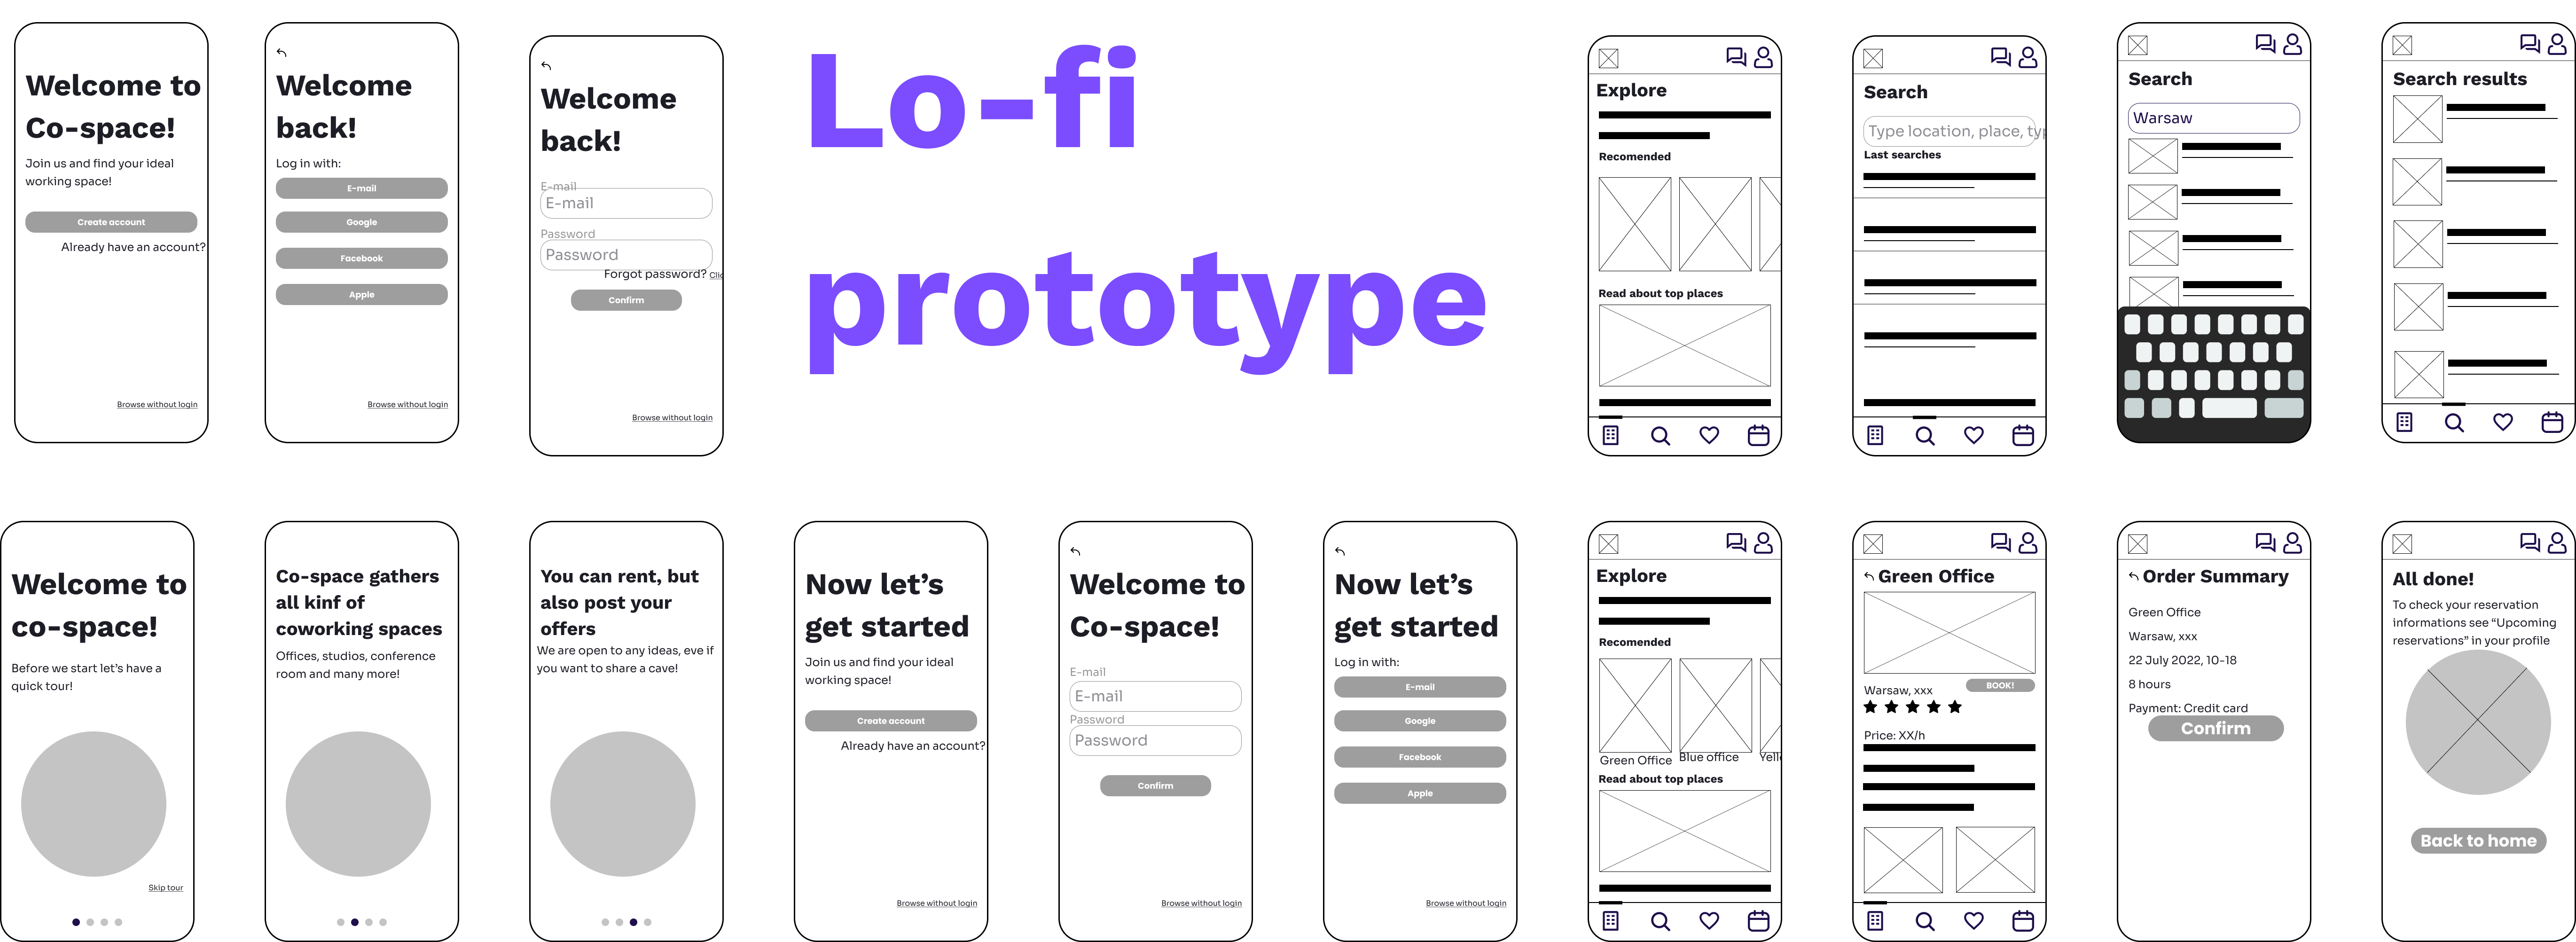 Welcome to
Co-space!
Join us and find your ideal
working space!
Create account
Already have an account?
Browse without login
Welcome
back!
Log in with:
E-mail
Google
Facebook
Apple
Browse without login
Welcome
back!
E-mail
E-mail
Password
Password
Forgot password?
Confirm
Browse without login
Lo-fi
prototype
Explore
Recomended
Read about top places
Search
Type location, place,
Last searches
Search
Warsaw
Search results
Welcome to
co-space!
Before we start let's have a
quick tour!
Skip tour
Co-space gathers
all kinf of
coworking spaces
Offices, studios, conference
room and many more!
You can rent, but
also post your
offers
We are open to any ideas, eve if
you want to share a cave!
Now let's
get started
Join us and find your ideal
working space!
Create account
Already have an account?
Browse without login
Welcome to
Co-space!
E-mail
E-mail
Password
Password
Confirm
Browse without login
Now let's
get started
Log in with:
E-mail
Google
Facebook
Apple
Browse without login
Explore
Recomended
Green Office Blue office
Read about top places
Green Office
Warsaw, xxx
BOOK!
Price: XX/h
Order Summary
Green Office
Warsaw, xxx
22 July 2022, 10-18
8 hours
Payment: Credit card
Confirm
All done!
To check your reservation
informations see “Upcoming
reservations” in your profile
Back to home